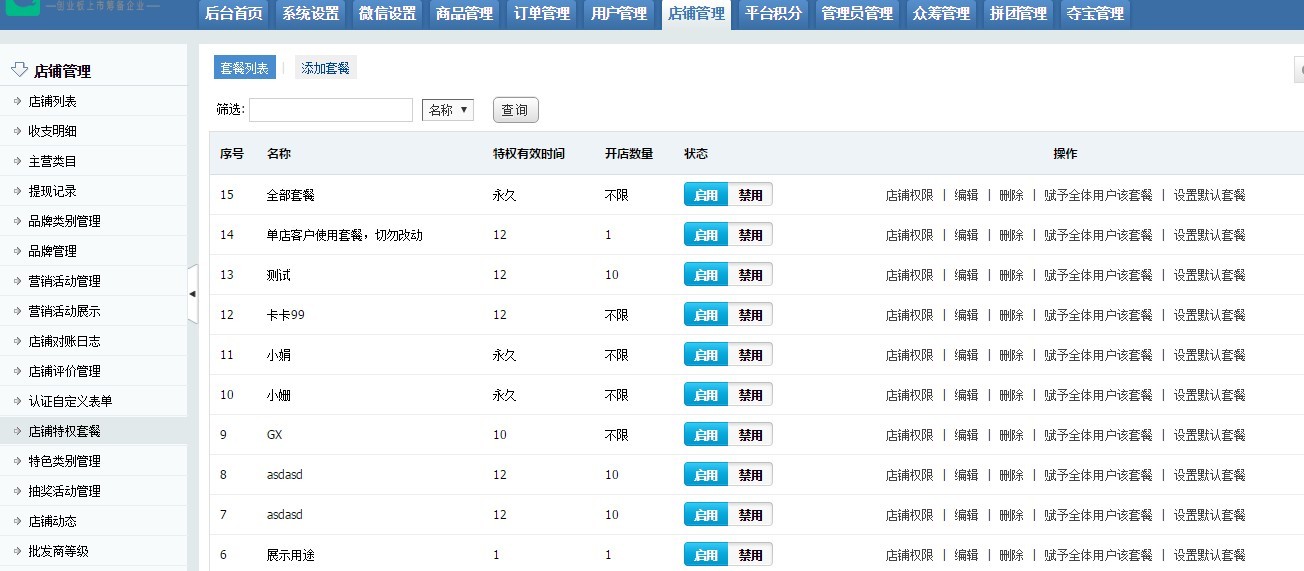 —创业板上市筹备企业—
后台首页 系统设置 微信设置 商品管理 订单管理 用户管理 店铺管理 平台积分 管理员管理 众筹管理 拼团管理 夺宝管理
店铺管理
店铺列表
收支明细
主营类目
提现记录
品牌类别管理
品牌管理
营销活动管理
营销活动展示
店铺对账日志
店铺评价管理
认证自定义表单
店铺特权套餐
特色类别管理
抽奖活动管理
店铺动态
批发商等级
套餐列表 | 添加套餐
筛选: 名称 ▼ 查询
序号 名称 特权有效时间 开店数量 状态 操作
15 全部套餐 永久 不限 启用 禁用 店铺权限 | 编辑 | 删除 | 赋予全体用户该套餐 | 设置默认套餐
14 单店客户使用套餐，切勿改动 12 1 启用 禁用 店铺权限 | 编辑 | 删除 | 赋予全体用户该套餐 | 设置默认套餐
13 测试 12 10 启用 禁用 店铺权限 | 编辑 | 删除 | 赋予全体用户该套餐 | 设置默认套餐
12 卡卡99 12 不限 启用 禁用 店铺权限 | 编辑 | 删除 | 赋予全体用户该套餐 | 设置默认套餐
11 小娟 永久 不限 启用 禁用 店铺权限 | 编辑 | 删除 | 赋予全体用户该套餐 | 设置默认套餐
10 小姗 永久 不限 启用 禁用 店铺权限 | 编辑 | 删除 | 赋予全体用户该套餐 | 设置默认套餐
9 GX 10 不限 启用 禁用 店铺权限 | 编辑 | 删除 | 赋予全体用户该套餐 | 设置默认套餐
8 asdasd 12 10 启用 禁用 店铺权限 | 编辑 | 删除 | 赋予全体用户该套餐 | 设置默认套餐
7 asdasd 12 10 启用 禁用 店铺权限 | 编辑 | 删除 | 赋予全体用户该套餐 | 设置默认套餐
6 展示用途 1 1 启用 禁用 店铺权限 | 编辑 | 删除 | 赋予全体用户该套餐 | 设置默认套餐